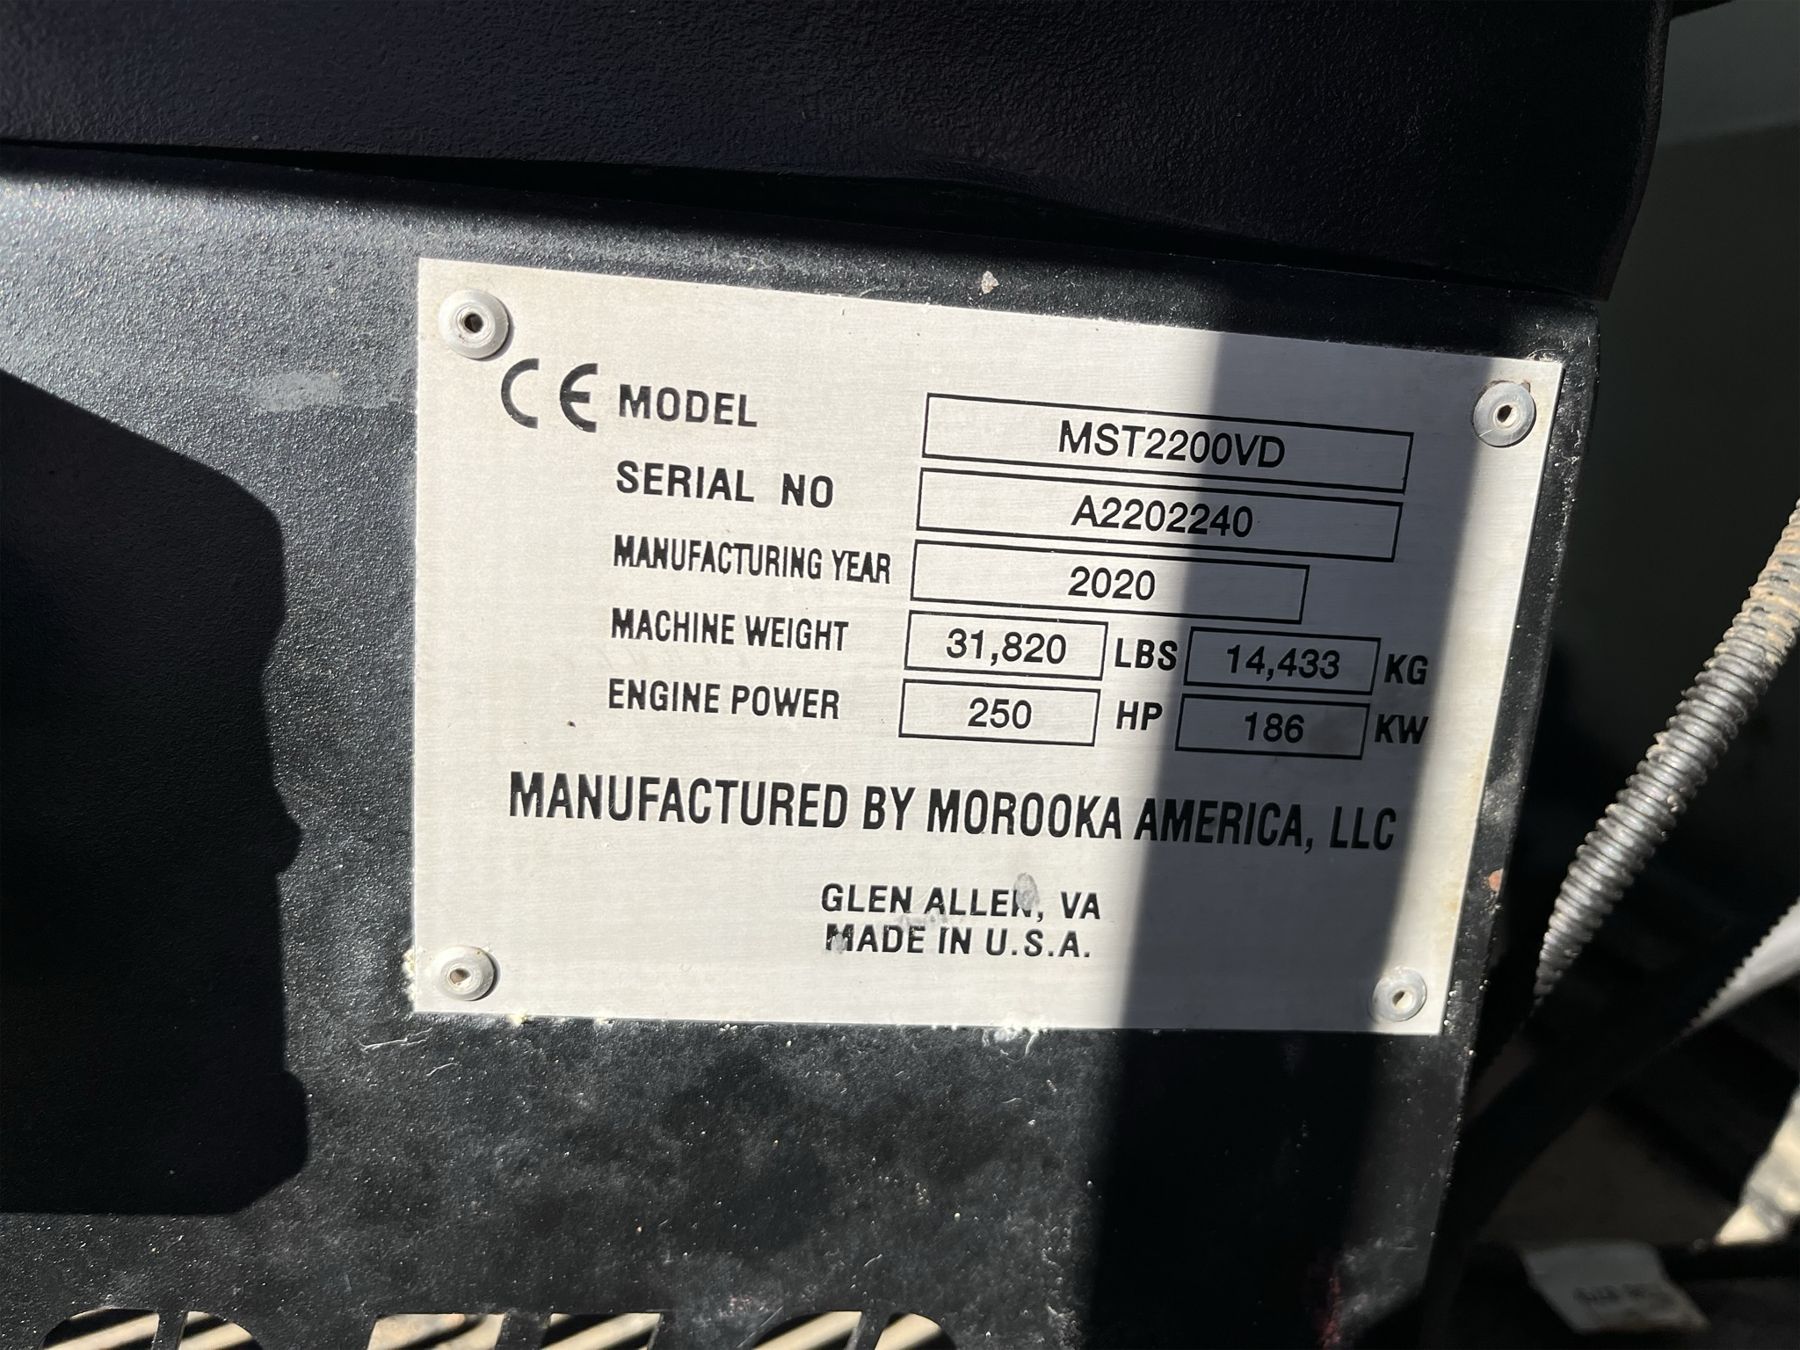 CE MODEL MST2200VD
SERIAL NO A2202240
MANUFACTURING YEAR 2020
MACHINE WEIGHT 31,820 LBS 14,433 KG
ENGINE POWER 250 HP 186 KW
MANUFACTURED BY MOROOKA AMERICA, LLC
GLEN ALLEN, VA
MADE IN U.S.A.